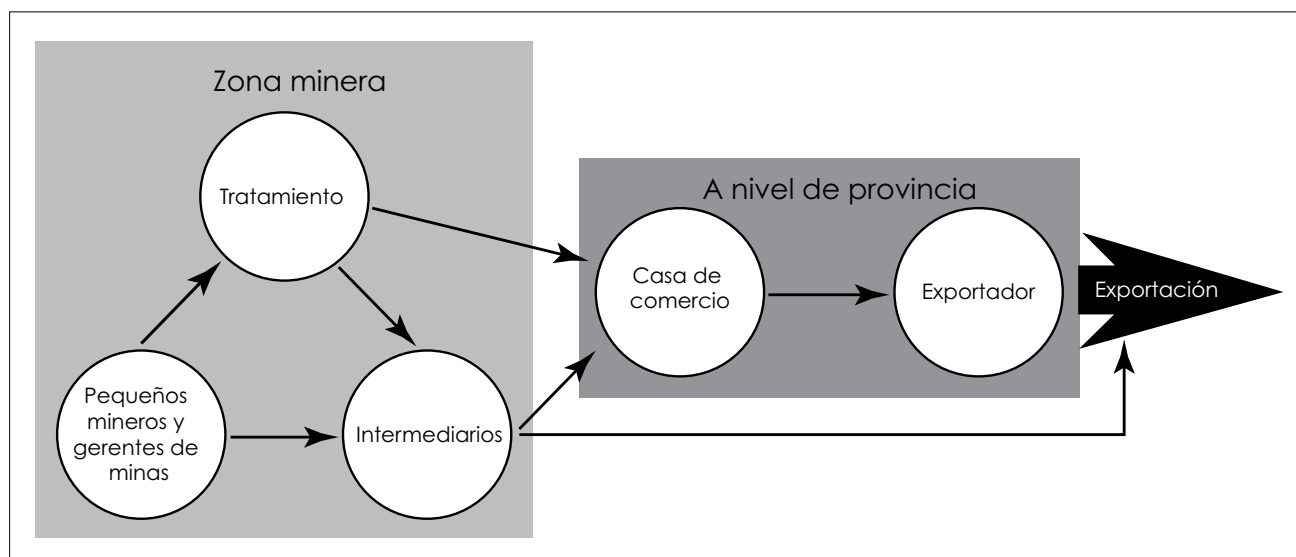 Zona minera
Tratamiento
Pequeños
mineros y
gerentes de
minas
Intermediarios
A nivel de provincia
Casa de
comercio
Exportador
Exportación